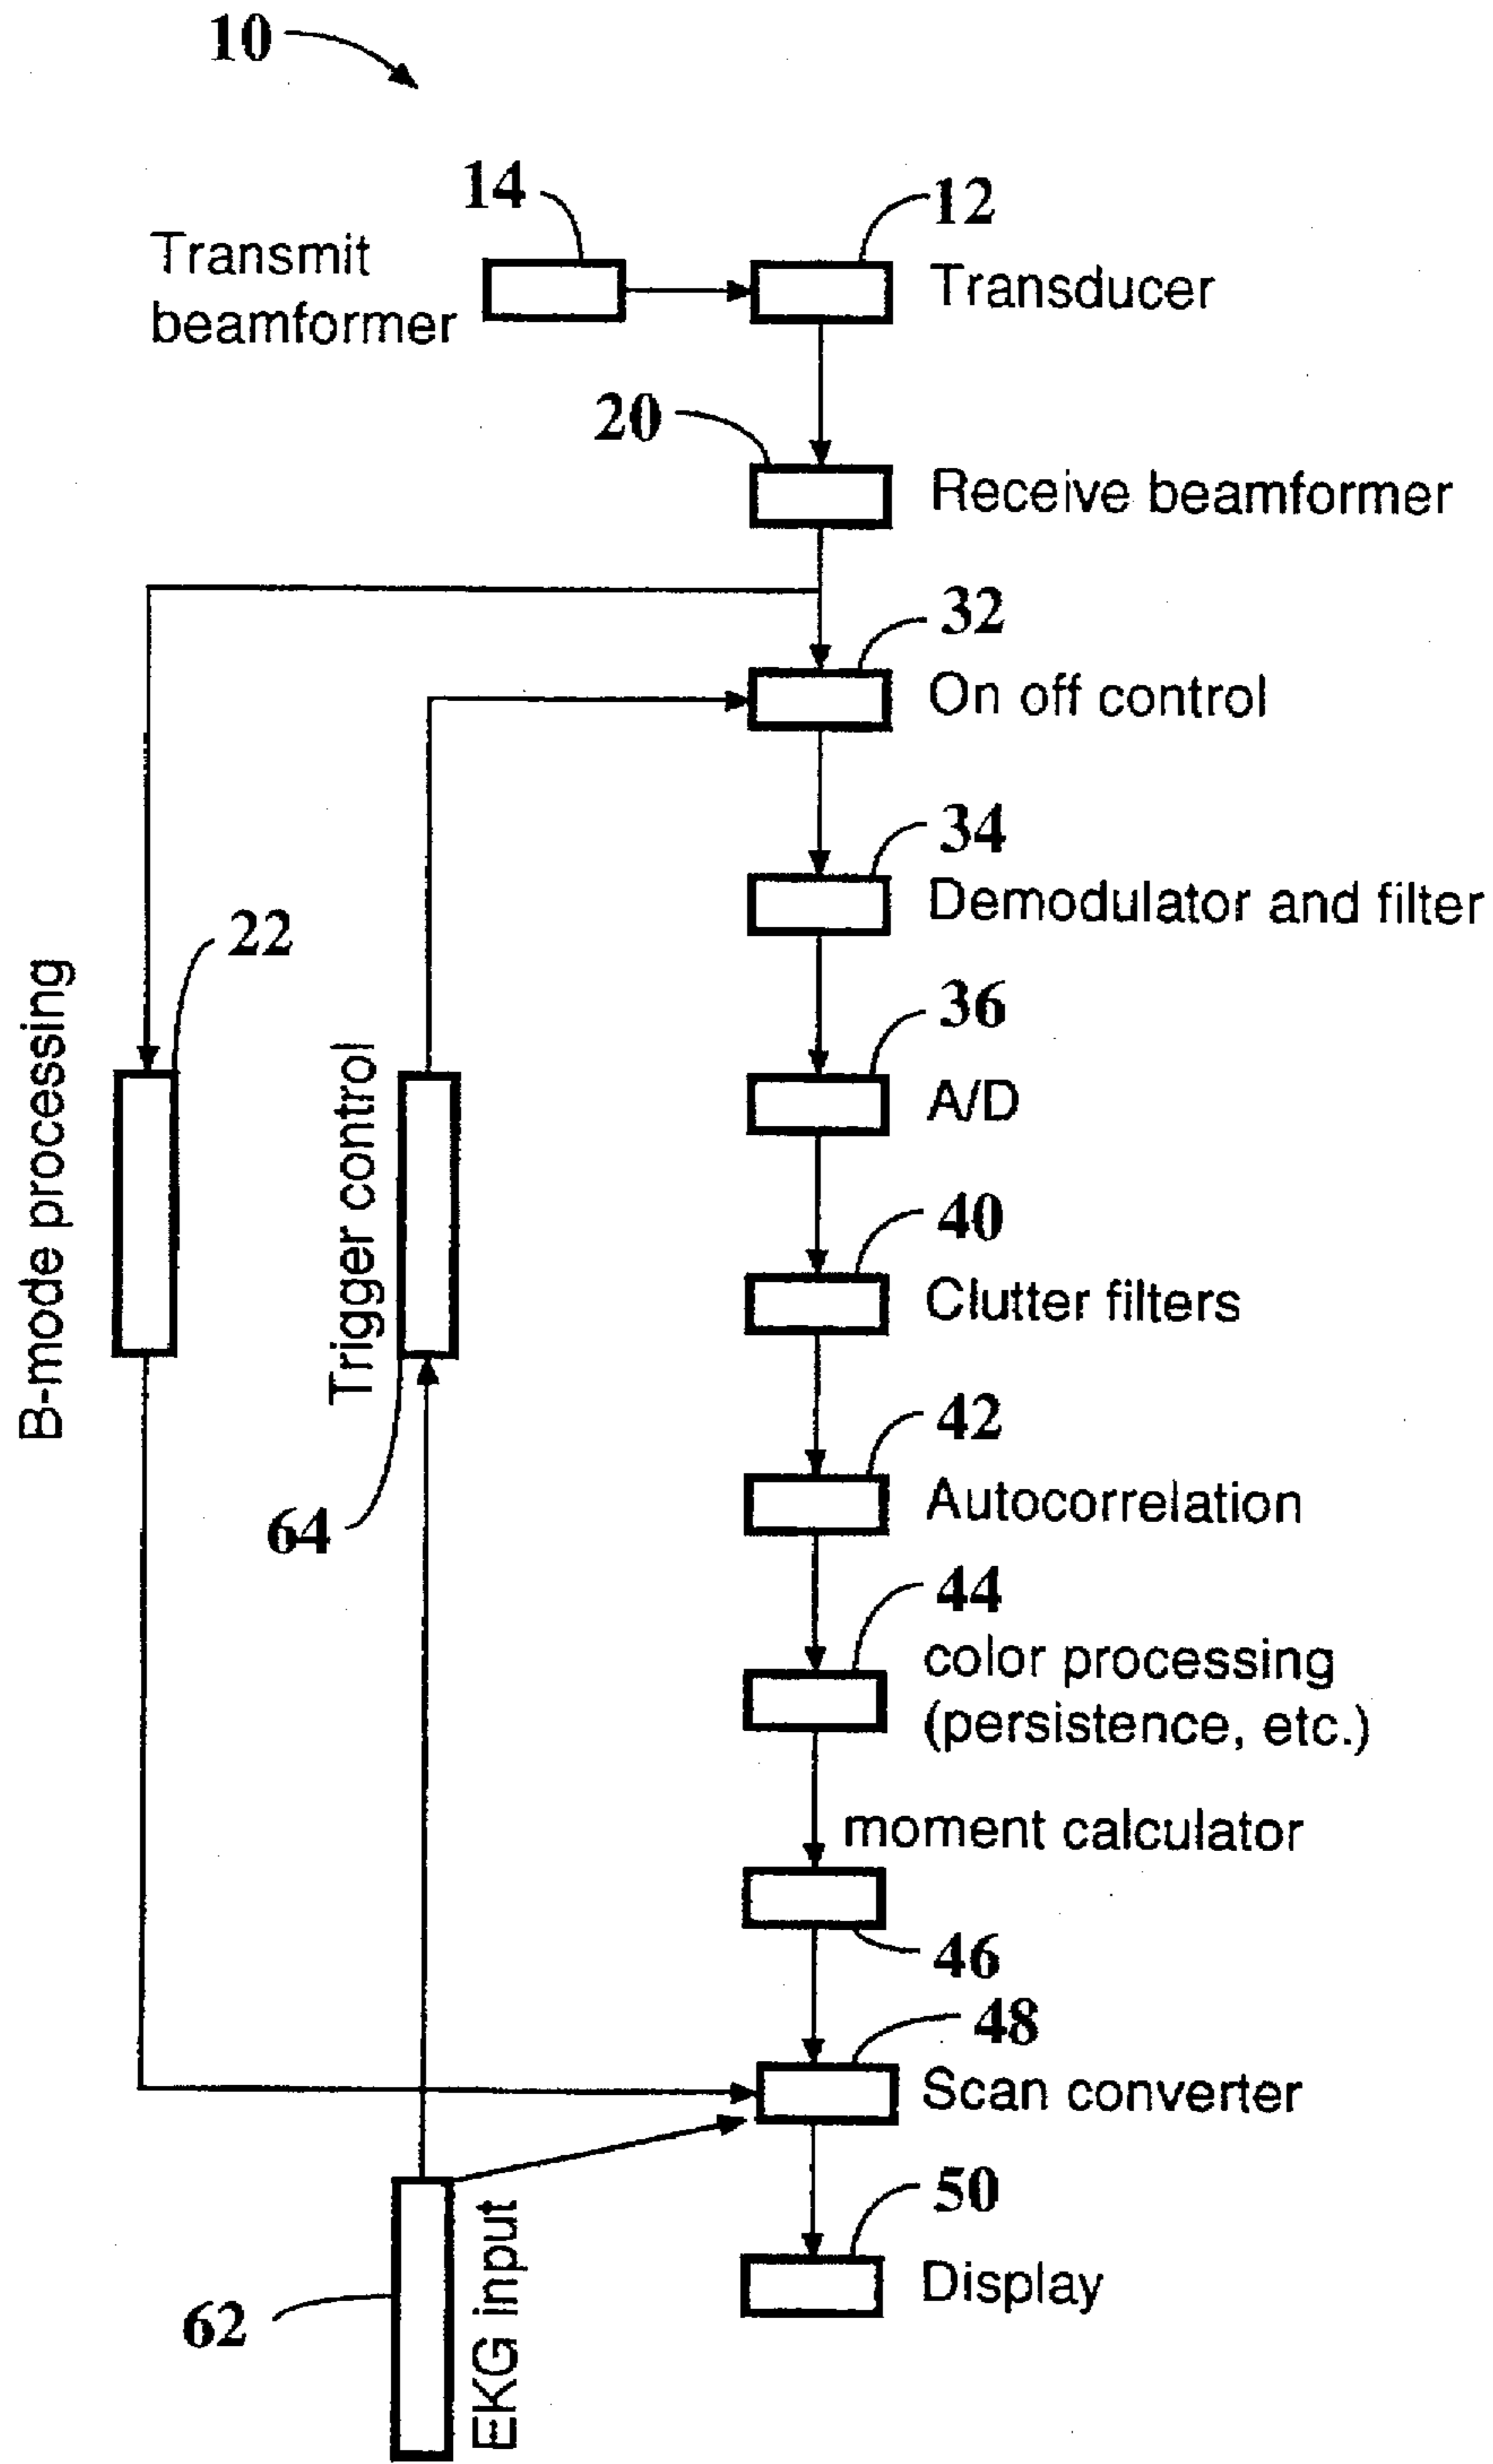 10
14
12
Transmit
beamformer
Transducer
20
Receive beamformer
32
On off control
34
Demodulator and filter
22
B-mode processing
36
A/D
Trigger control
40
Clutter filters
42
Autocorrelation
64
44
color processing
(persistence, etc.)
moment calculator
46
48
Scan converter
50
Display
62
EKG input